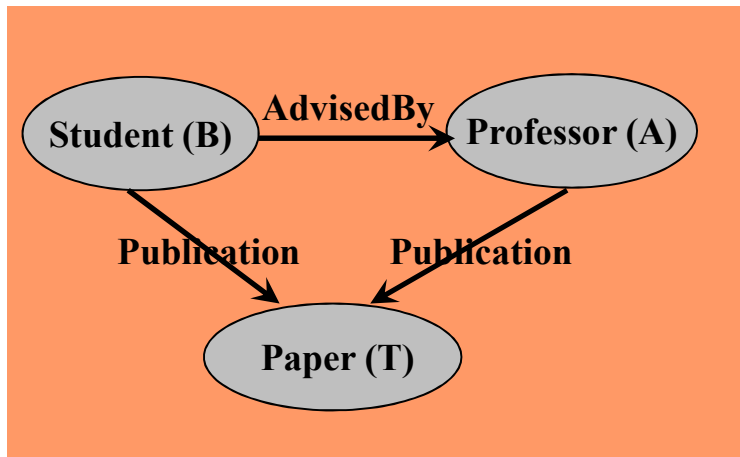 AdvisedBy
Student (B)
Professor (A)
Publication
Publication
Paper (T)